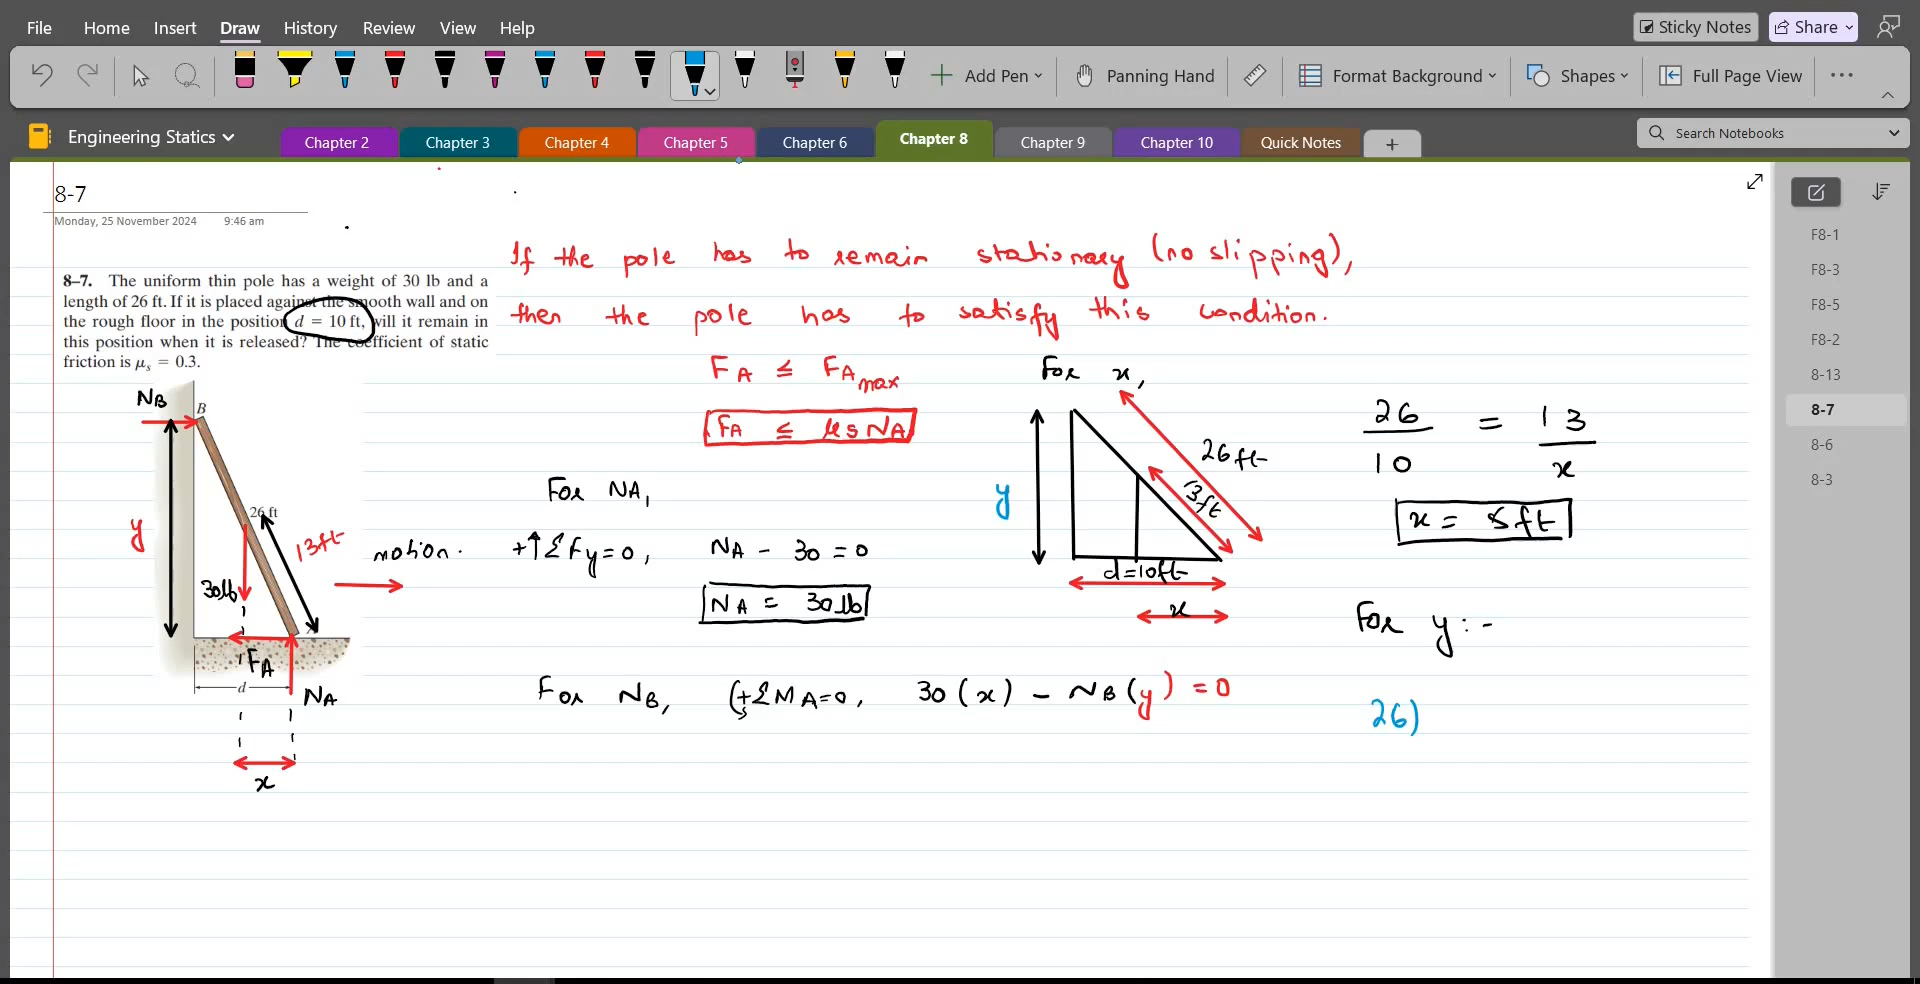 File Home Insert Draw History Review View Help
Sticky Notes Share
Add Pen Panning Hand Format Background Shapes Full Page View
Engineering Statics Chapter 2 Chapter 3 Chapter 4 Chapter 5 Chapter 6 Chapter 8 Chapter 9 Chapter 10 Quick Notes + Search Notebooks
8-7
Monday, 25 November 2024 9:46 am
8–7. The uniform thin pole has a weight of 30 lb and a
length of 26 ft. If it is placed against the smooth wall and on
the rough floor in the position d = 10 ft, will it remain in
this position when it is released? The coefficient of static
friction is μs = 0.3.
NB
B
y
26 ft
13ft
30lb
FA
d
NA
x
motion.
If the pole has to remain stationary (no slipping),
then the pole has to satisfy this condition.
FA ≤ FA max
FA ≤ μs NA
For NA,
+↑ΣFy=0, NA - 30 = 0
NA = 30lb
For NB, (+ΣMA=0, 30(x) - NB(y) = 0
For x,
26ft
13ft
y
d=10ft
x
26/10 = 13/x
x = 5ft
For y:-
26)
F8-1
F8-3
F8-5
F8-2
8-13
8-7
8-6
8-3